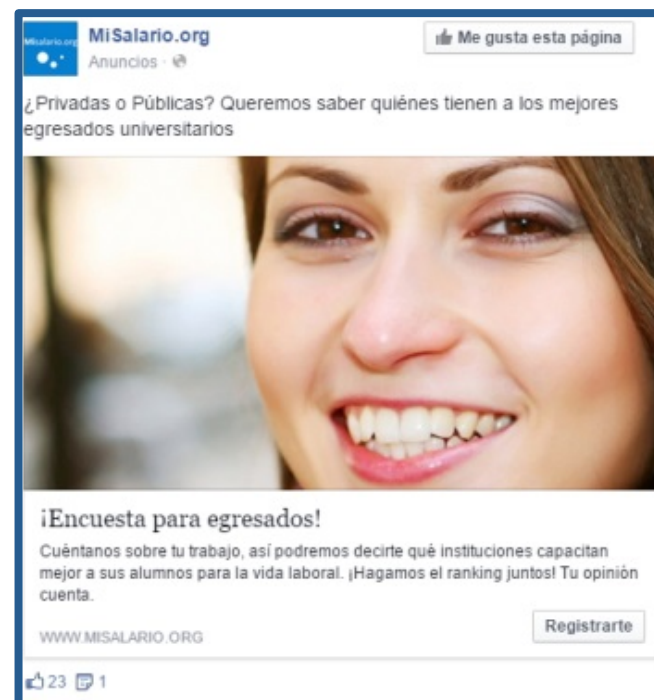 Misalario.org
MiSalario.org
Me gusta esta página
Anuncios ·
¿Privadas o Públicas? Queremos saber quiénes tienen a los mejores
egresados universitarios
¡Encuesta para egresados!
Cuéntanos sobre tu trabajo, así podremos decirte qué instituciones capacitan
mejor a sus alumnos para la vida laboral. ¡Hagamos el ranking juntos! Tu opinión
cuenta.
WWW.MISALARIO.ORG
Registrarte
23 1